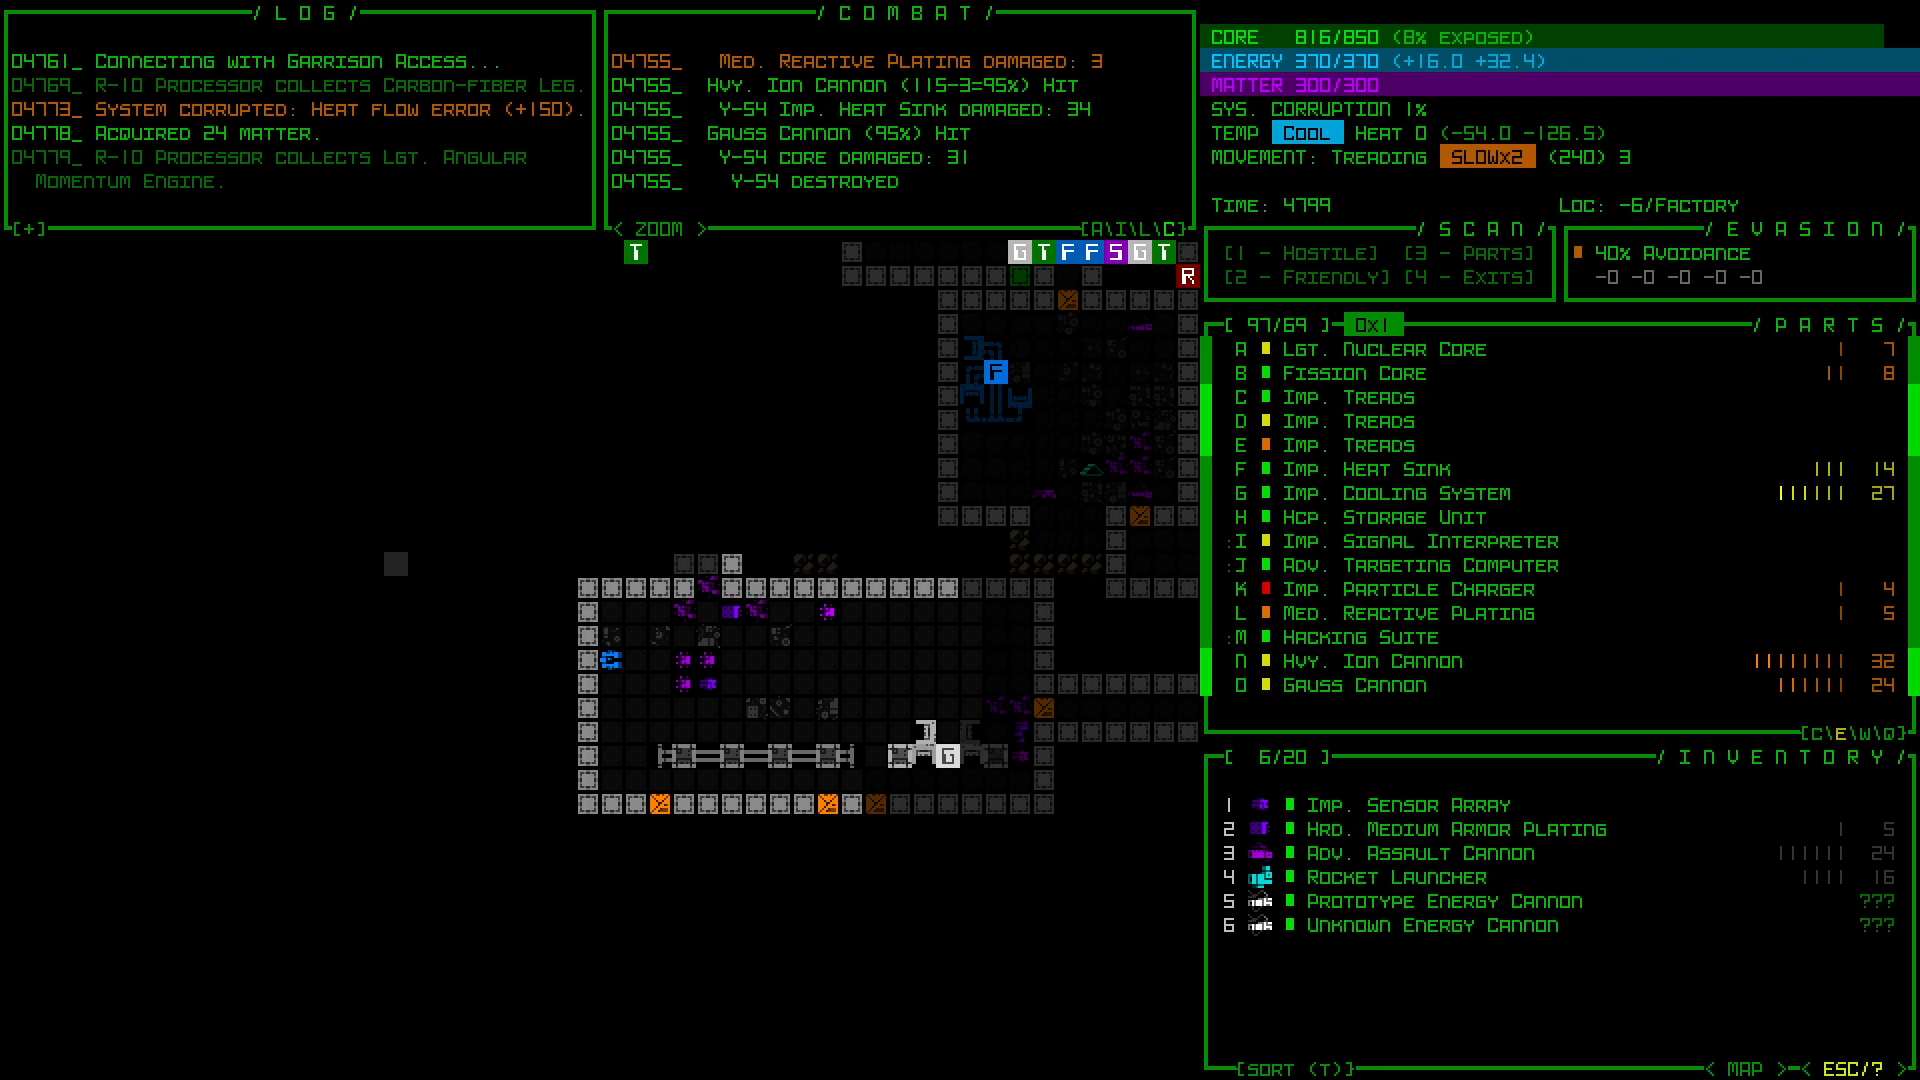 / L O G /
04761_ Connecting with Garrison Access...
04769_ R-10 Processor collects Carbon-fiber Leg.
04773_ System corrupted: Heat flow error (+150).
04778_ Acquired 24 matter.
04779_ R-10 Processor collects Lgt. Angular
Momentum Engine.
[+]
/ C O M B A T /
04755_ Med. Reactive Plating damaged: 3
04755_ Hvy. Ion Cannon (115-3=95%) Hit
04755_ Y-54 Imp. Heat Sink damaged: 34
04755_ Gauss Cannon (95%) Hit
04755_ Y-54 core damaged: 31
04755_ Y-54 destroyed
< ZOOM > [A\I\L\C]
CORE 816/850 (8% exposed)
ENERGY 370/370 (+16.0 +32.4)
MATTER 300/300
SYS. CORRUPTION 1%
TEMP Cool HEAT 0 (-54.0 -126.5)
MOVEMENT: TREADING SLOWx2 (240) 3
TIME: 4799 LOC: -6/FACTORY
/ S C A N /
[1 - Hostile] [3 - Parts]
[2 - Friendly] [4 - Exits]
/ E V A S I O N /
40% Avoidance
-0 -0 -0 -0 -0
T G T F F S G T
R
F
G
[ 97/69 ] 0x1 / P A R T S /
A Lgt. Nuclear Core 7
B Fission Core 8
C Imp. Treads
D Imp. Treads
E Imp. Treads
F Imp. Heat Sink 14
G Imp. Cooling System 27
H Hcp. Storage Unit
:I Imp. Signal Interpreter
:J Adv. Targeting Computer
K Imp. Particle Charger 4
L Med. Reactive Plating 5
:M Hacking Suite
N Hvy. Ion Cannon 32
O Gauss Cannon 24
[C\E\W\Q]
[ 6/20 ] / I N V E N T O R Y /
1 Imp. Sensor Array
2 Hrd. Medium Armor Plating 5
3 Adv. Assault Cannon 24
4 Rocket Launcher 16
5 Prototype Energy Cannon ???
6 Unknown Energy Cannon ???
[SORT (T)] < MAP > < ESC/? >